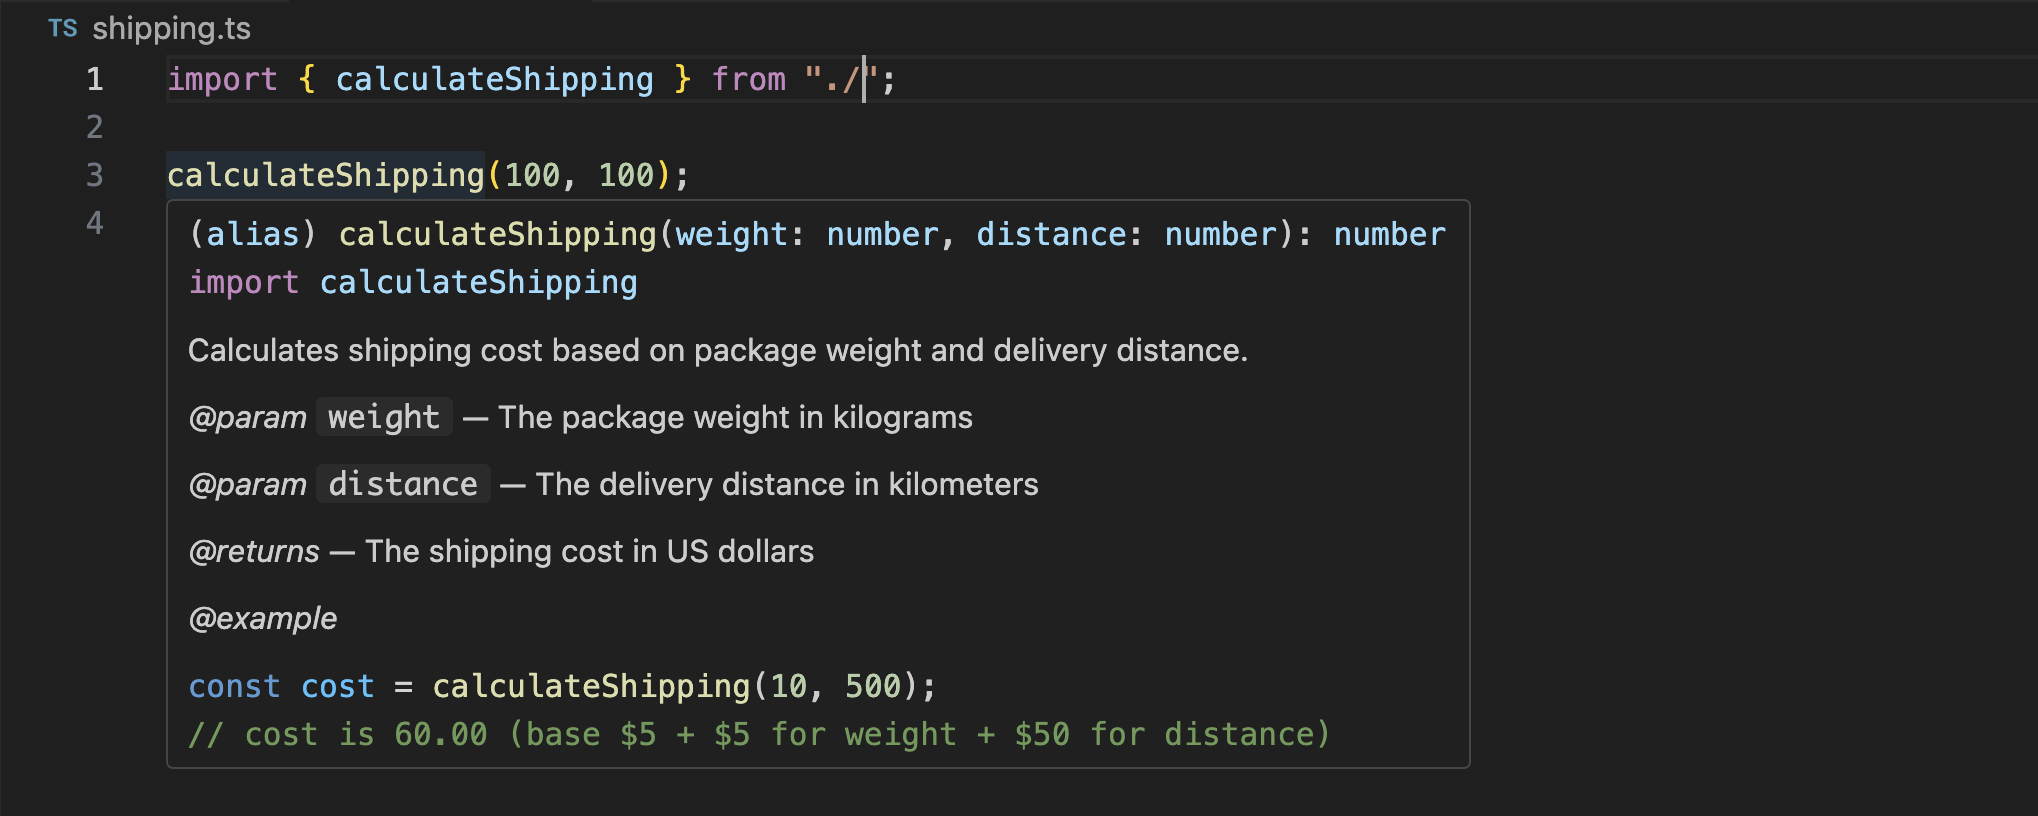 TS shipping.ts
1 import { calculateShipping } from "./";
2
3 calculateShipping(100, 100);
4
(alias) calculateShipping(weight: number, distance: number): number
import calculateShipping
Calculates shipping cost based on package weight and delivery distance.
@param weight — The package weight in kilograms
@param distance — The delivery distance in kilometers
@returns — The shipping cost in US dollars
@example
const cost = calculateShipping(10, 500);
// cost is 60.00 (base $5 + $5 for weight + $50 for distance)